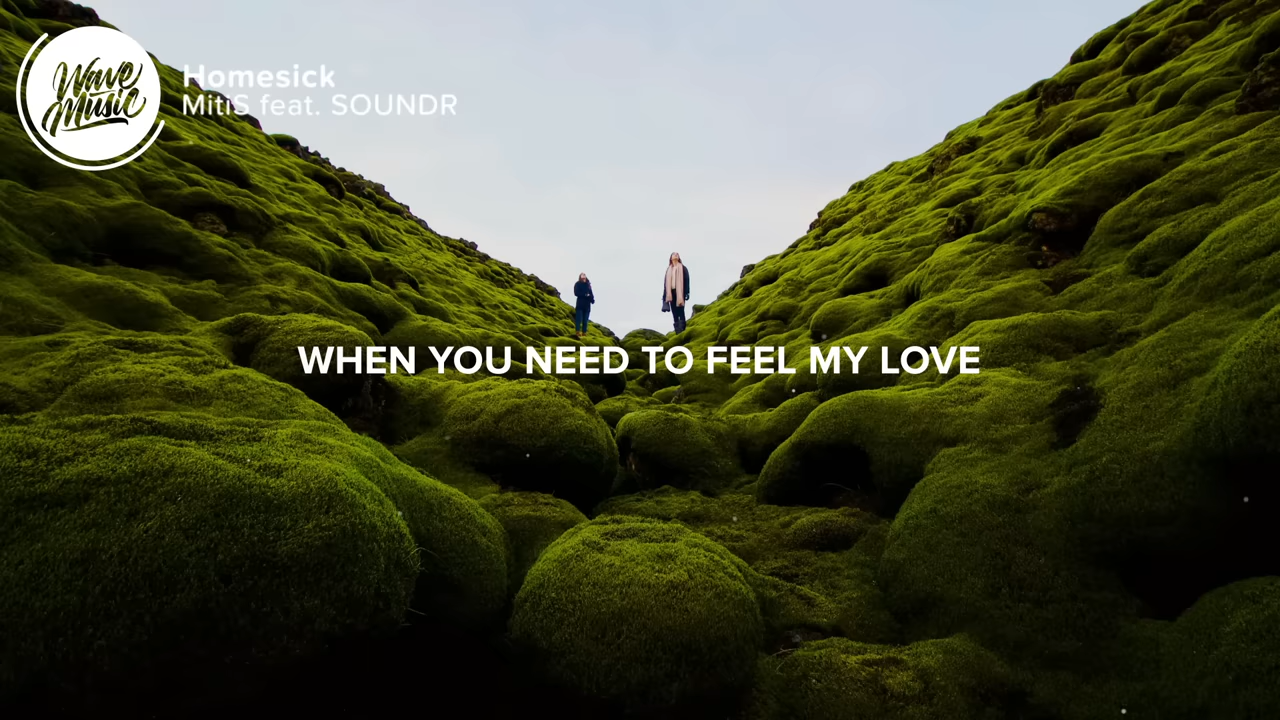 Wave
Music
Homesick
MitiS feat. SOUNDR
WHEN YOU NEED TO FEEL MY LOVE